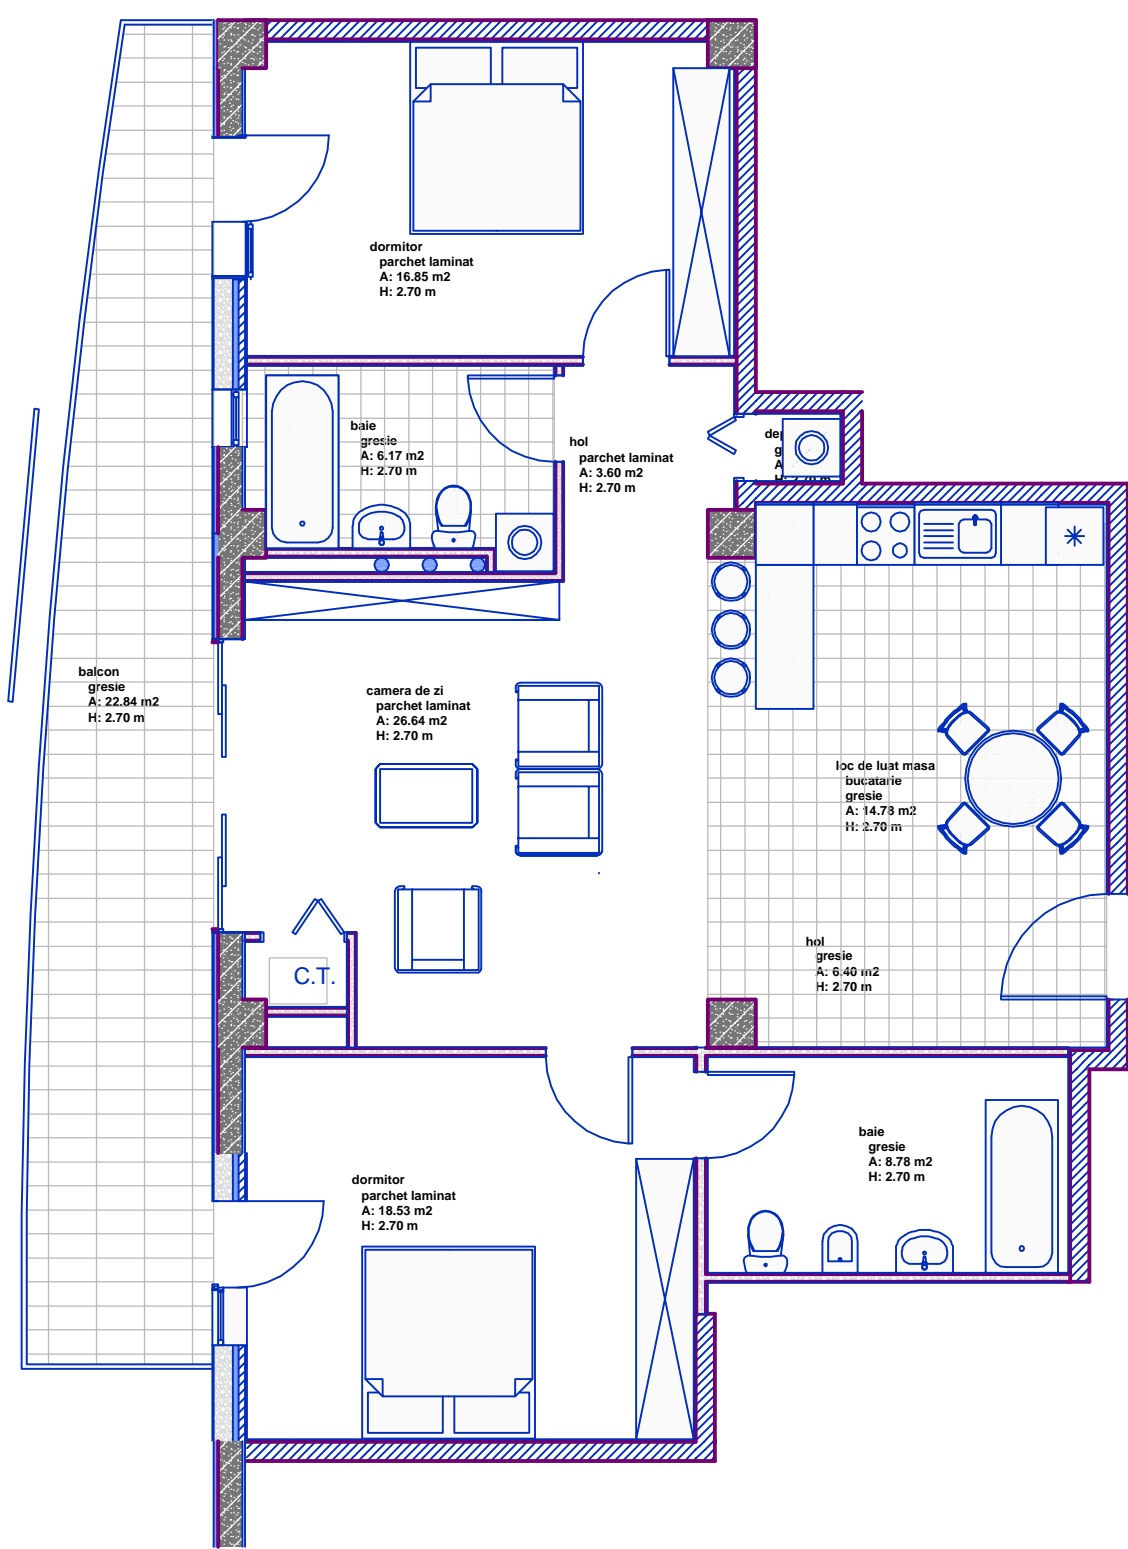 dormitor
parchet laminat
A: 16.85 m2
H: 2.70 m
baie
gresie
A: 6.17 m2
H: 2.70 m
hol
parchet laminat
A: 3.60 m2
H: 2.70 m
balcon
gresie
A: 22.84 m2
H: 2.70 m
camera de zi
parchet laminat
A: 26.64 m2
H: 2.70 m
loc de luat masa
bucatarie
gresie
A: 14.78 m2
H: 2.70 m
hol
gresie
A: 6.40 m2
H: 2.70 m
C.T.
baie
gresie
A: 8.78 m2
H: 2.70 m
dormitor
parchet laminat
A: 18.53 m2
H: 2.70 m